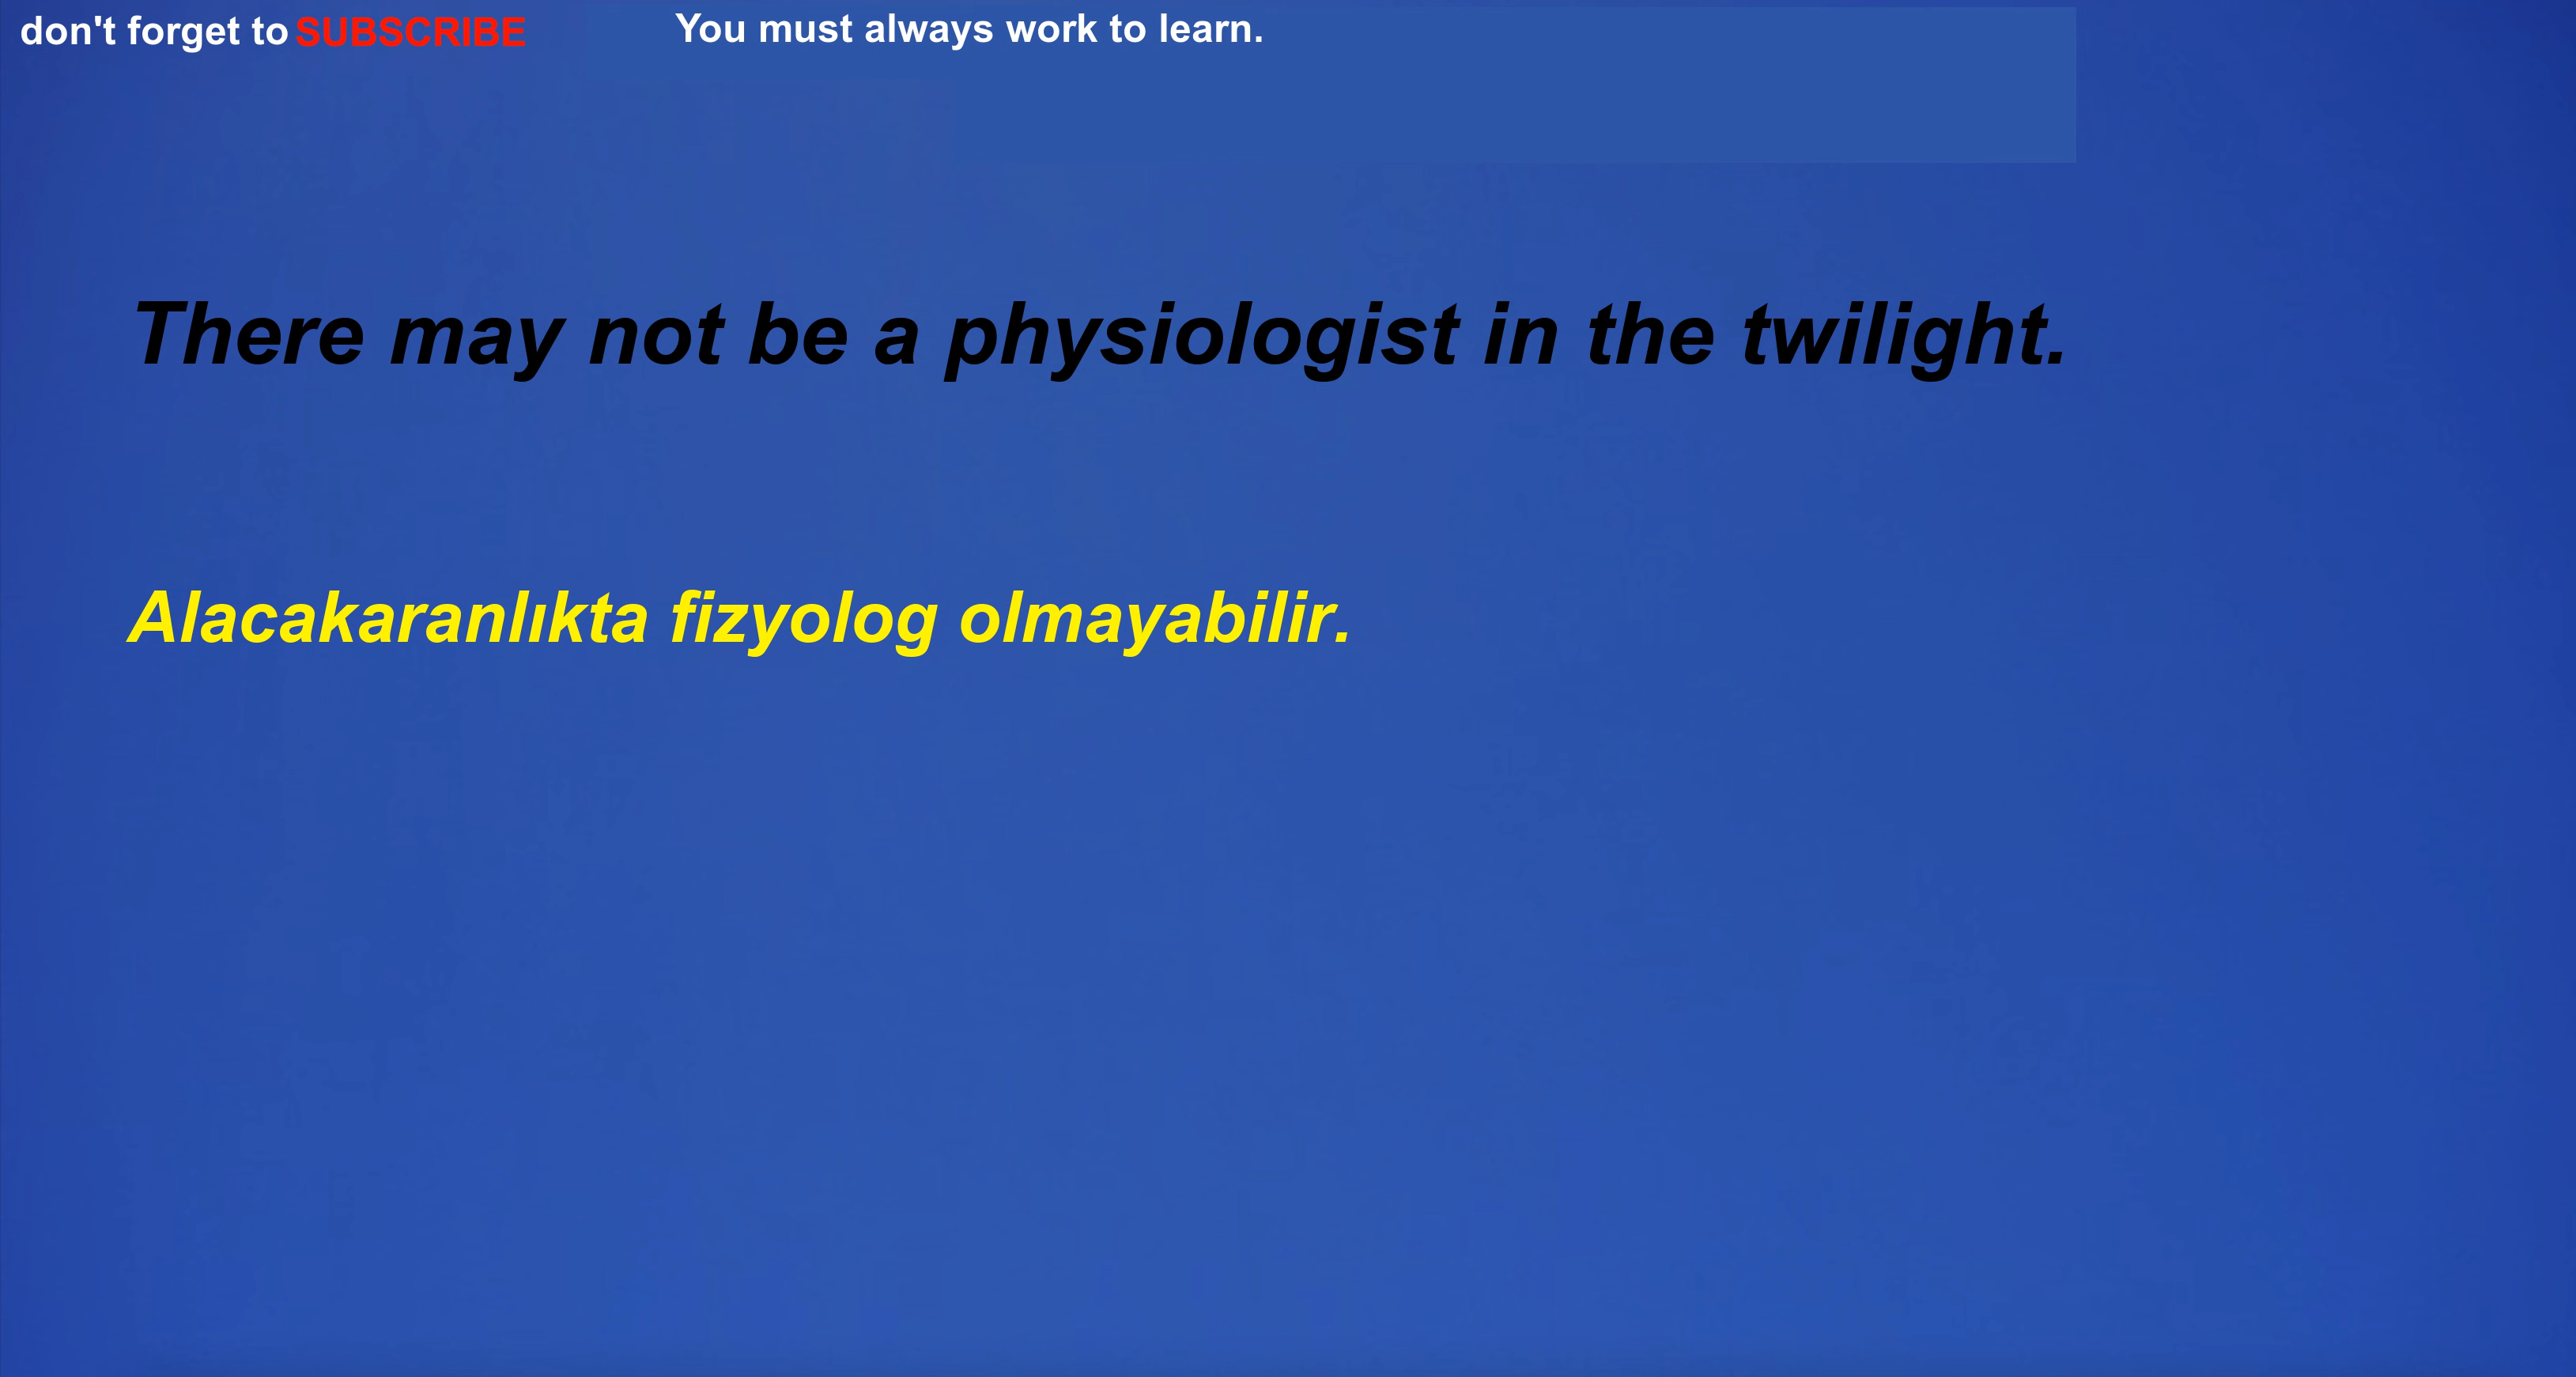 don't forget to SUBSCRIBE
You must always work to learn.
There may not be a physiologist in the twilight.
Alacakaranlıkta fizyolog olmayabilir.